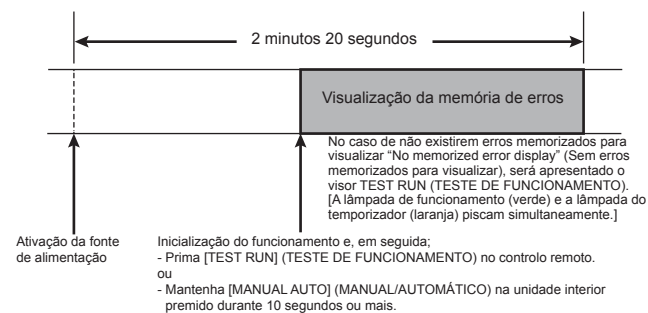 2 minutos 20 segundos
Visualização da memória de erros
No caso de não existirem erros memorizados para
visualizar “No memorized error display” (Sem erros
memorizados para visualizar), será apresentado o
visor TEST RUN (TESTE DE FUNCIONAMENTO).
[A lâmpada de funcionamento (verde) e a lâmpada do
temporizador (laranja) piscam simultaneamente.]
Ativação da fonte
de alimentação
Inicialização do funcionamento e, em seguida;
- Prima [TEST RUN] (TESTE DE FUNCIONAMENTO) no controlo remoto.
ou
- Mantenha [MANUAL AUTO] (MANUAL/AUTOMÁTICO) na unidade interior
premido durante 10 segundos ou mais.